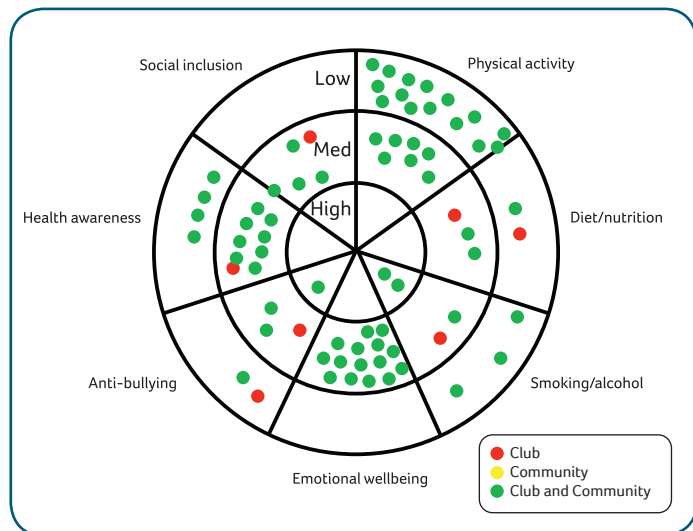 Social inclusion
Low
Physical activity
Med
High
Health awareness
Diet/nutrition
Anti-bullying
Smoking/alcohol
Emotional wellbeing
Club
Community
Club and Community